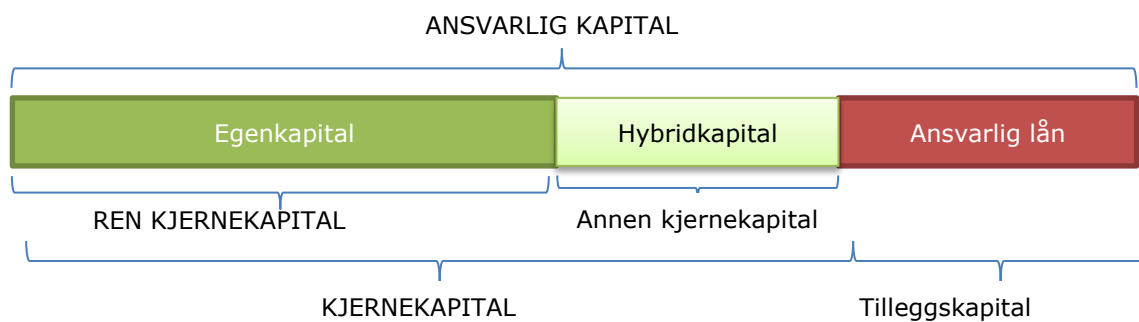 ANSVARLIG KAPITAL
Egenkapital
Hybridkapital
Ansvarlig lån
REN KJERNEKAPITAL
Annen kjernekapital
KJERNEKAPITAL
Tilleggskapital